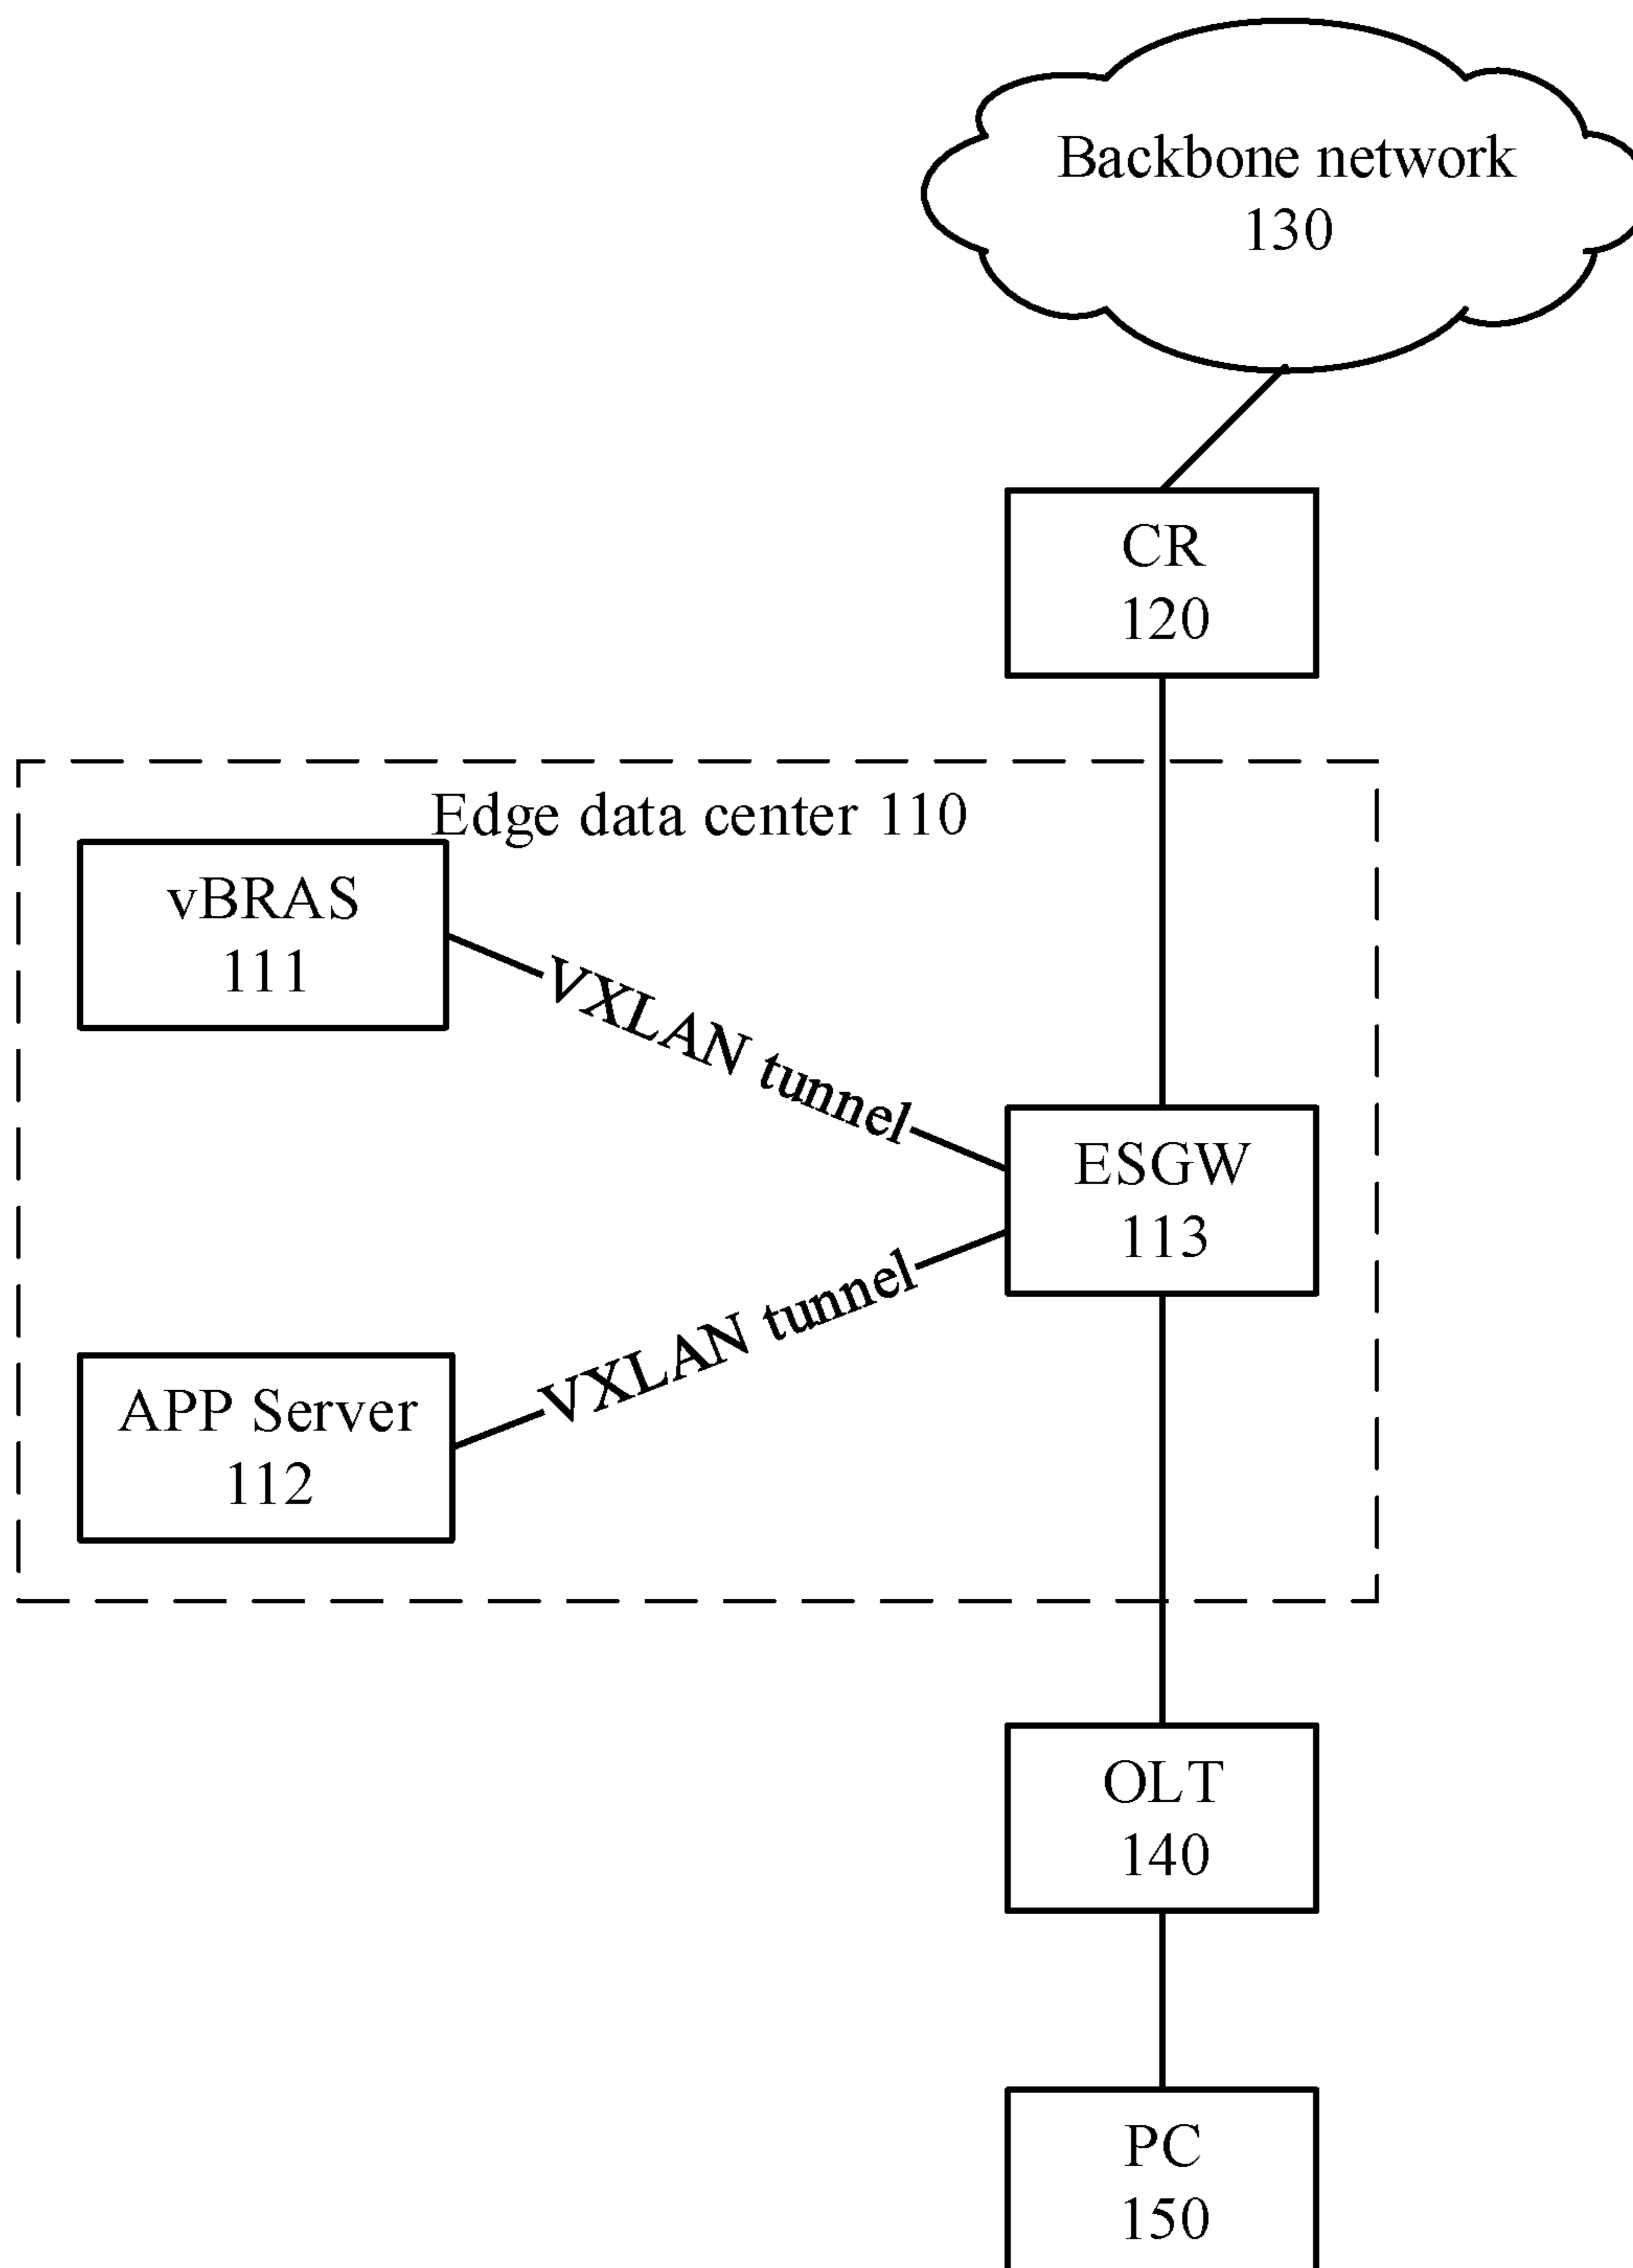 Backbone network
130
CR
120
Edge data center 110
vBRAS
111
VXLAN tunnel
ESGW
113
VXLAN tunnel
APP Server
112
OLT
140
PC
150